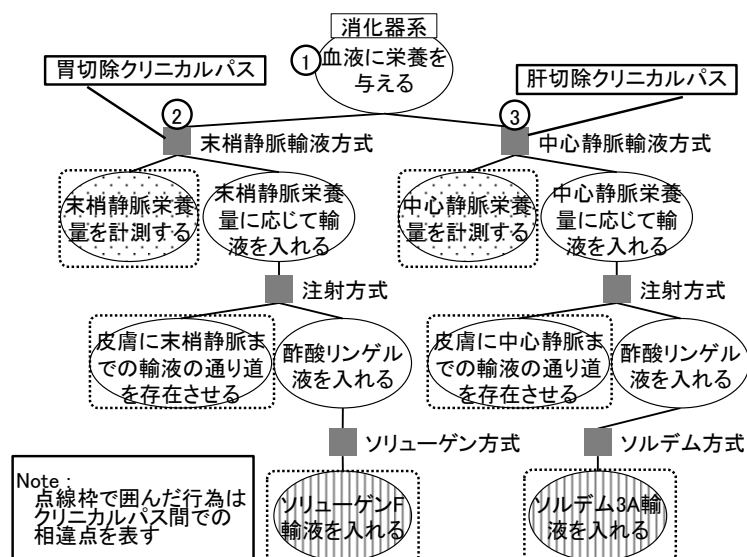 消化器系
①
血液に栄養を
与える
胃切除クリニカルパス
肝切除クリニカルパス
②
末梢静脈輸液方式
③
中心静脈輸液方式
末梢静脈栄養
量を計測する
末梢静脈栄養
量に応じて輸
液を入れる
中心静脈栄養
量を計測する
中心静脈栄養
量に応じて輸
液を入れる
注射方式
注射方式
皮膚に末梢静脈ま
での輸液の通り道
を存在させる
酢酸リンゲル
液を入れる
皮膚に中心静脈ま
での輸液の通り道
を存在させる
酢酸リンゲル
液を入れる
ソリューゲン方式
ソルデム方式
ソリューゲンF
輸液を入れる
ソルデム3A輸
液を入れる
Note :
点線枠で囲んだ行為は
クリニカルパス間での
相違点を表す